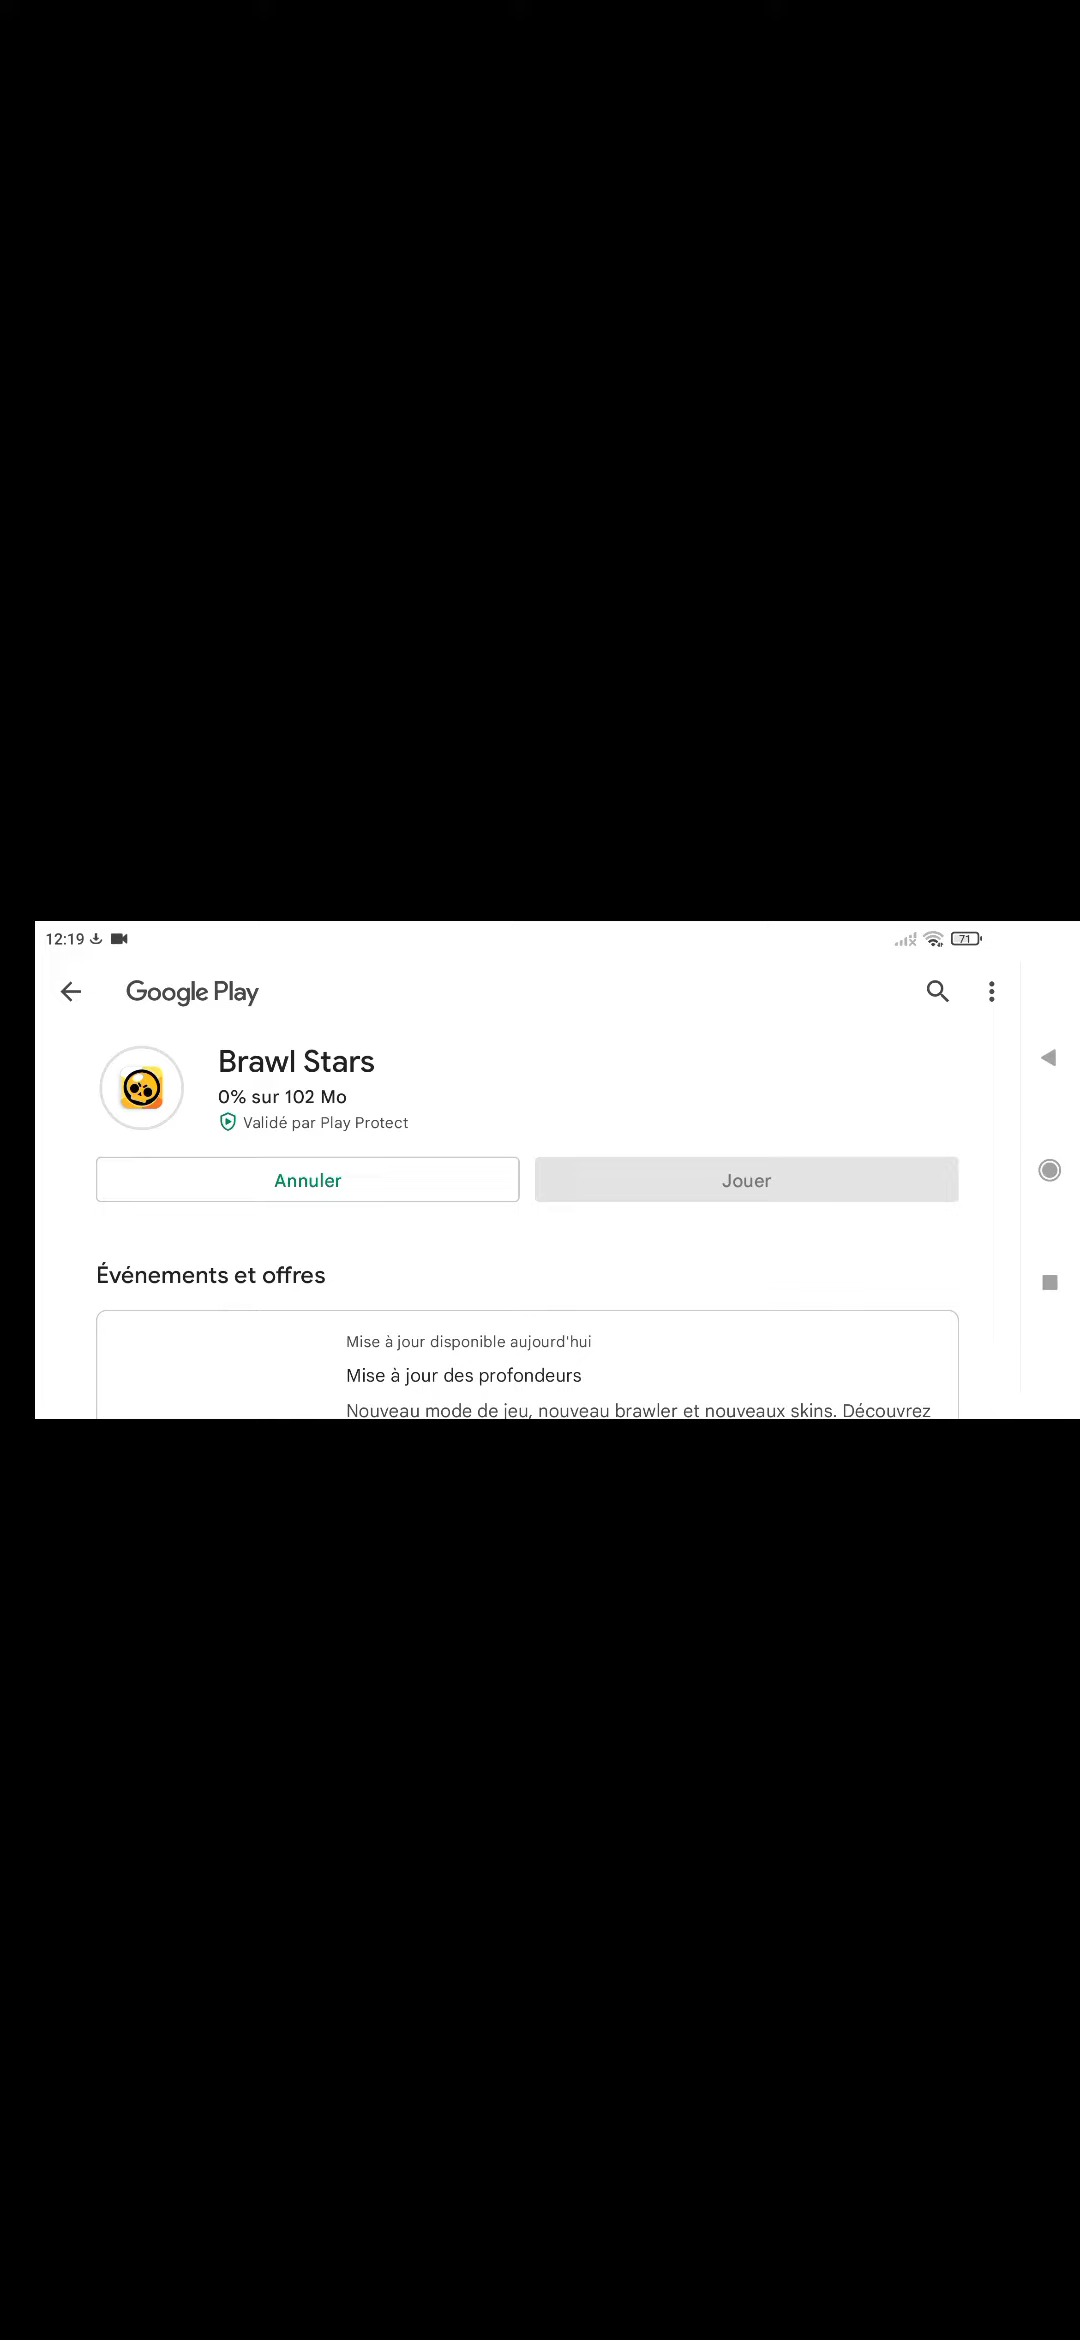 12:19
71
Google Play
Brawl Stars
0% sur 102 Mo
Validé par Play Protect
Annuler
Jouer
Événements et offres
Mise à jour disponible aujourd'hui
Mise à jour des profondeurs
Nouveau mode de jeu, nouveau brawler et nouveaux skins. Découvrez